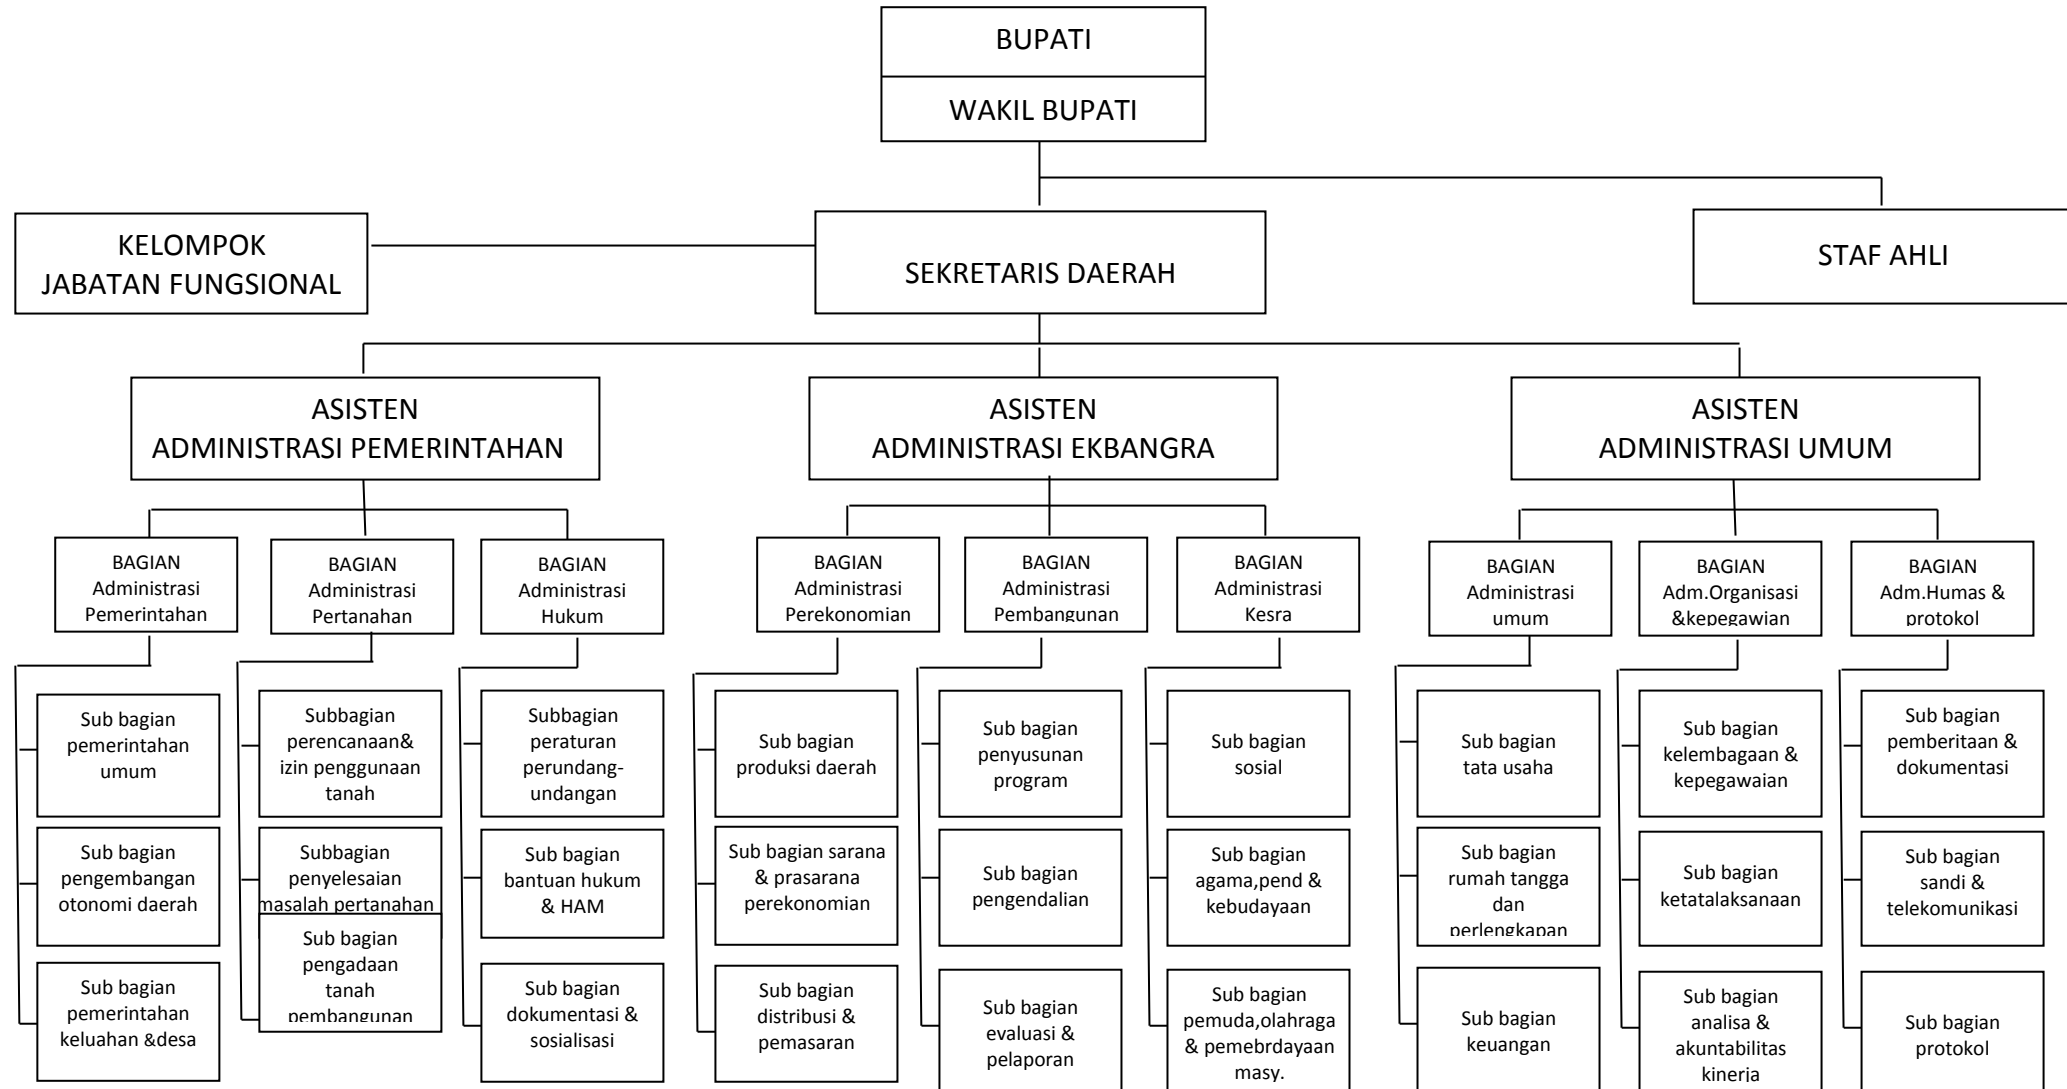 BUPATI
WAKIL BUPATI
KELOMPOK
JABATAN FUNGSIONAL
SEKRETARIS DAERAH
STAF AHLI
ASISTEN
ADMINISTRASI PEMERINTAHAN
ASISTEN
ADMINISTRASI EKBANGRA
ASISTEN
ADMINISTRASI UMUM
BAGIAN
Administrasi
Pemerintahan
BAGIAN
Administrasi
Pertanahan
BAGIAN
Administrasi
Hukum
BAGIAN
Administrasi
Perekonomian
BAGIAN
Administrasi
Pembangunan
BAGIAN
Administrasi
Kesra
BAGIAN
Administrasi
umum
BAGIAN
Adm.Organisasi
&kepegawian
BAGIAN
Adm.Humas &
protokol
Sub bagian
pemerintahan
umum
Subbagian
perencanaan&
izin penggunaan
tanah
Subbagian
peraturan
perundang-
undangan
Sub bagian
produksi daerah
Sub bagian
penyusunan
program
Sub bagian
sosial
Sub bagian
tata usaha
Sub bagian
kelembagaan &
kepegawaian
Sub bagian
pemberitaan &
dokumentasi
Sub bagian
pengembangan
otonomi daerah
Subbagian
penyelesaian
masalah pertanahan
Sub bagian
bantuan hukum
& HAM
Sub bagian sarana
& prasarana
perekonomian
Sub bagian
pengendalian
Sub bagian
agama,pend &
kebudayaan
Sub bagian
rumah tangga
dan
perlengkapan
Sub bagian
ketatalaksanaan
Sub bagian
sandi &
telekomunikasi
Sub bagian
pemerintahan
keluahan &desa
Sub bagian
pengadaan
tanah
pembangunan
Sub bagian
dokumentasi &
sosialisasi
Sub bagian
distribusi &
pemasaran
Sub bagian
evaluasi &
pelaporan
Sub bagian
pemuda,olahraga
& pemebrdayaan
masy.
Sub bagian
keuangan
Sub bagian
analisa &
akuntabilitas
kinerja
Sub bagian
protokol